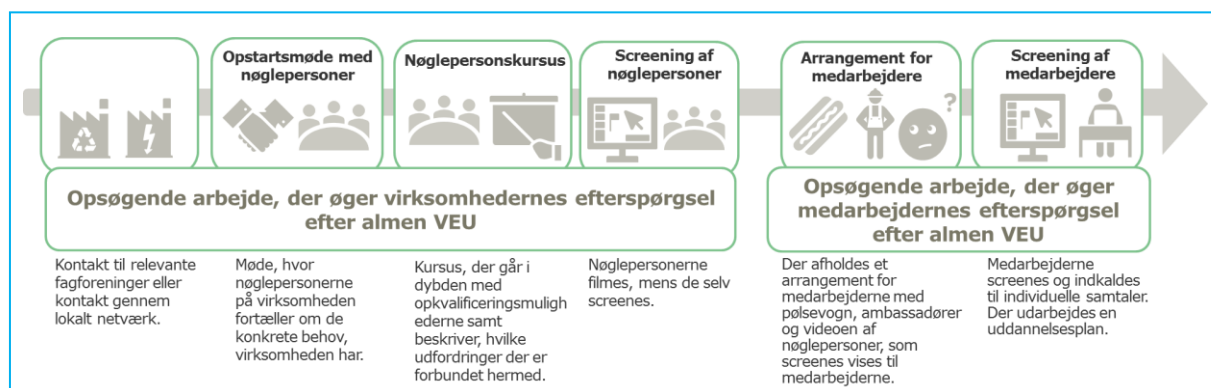 Opstartsmøde med
nøglepersoner
Nøglepersonskursus
Screening af
nøglepersoner
Arrangement for
medarbejdere
Screening af
medarbejdere
?
Opsøgende arbejde, der øger virksomhedernes efterspørgsel
efter almen VEU
Opsøgende arbejde, der øger
medarbejdernes efterspørgsel
efter almen VEU
Kontakt til relevante
fagforeninger eller
kontakt gennem
lokalt netværk.
Møde, hvor
nøglepersonerne
på virksomheden
fortæller om de
konkrete behov,
virksomheden har.
Kursus, der går i
dybden med
opkvalificeringsmuligh
ederne samt
beskriver, hvilke
udfordringer der er
forbundet hermed.
Nøglepersonerne
filmes, mens de selv
screenes.
Der afholdes et
arrangement for
medarbejderne med
pølsevogn, ambassadører
og videoen af
nøglepersoner, som
screenes vises til
medarbejderne.
Medarbejderne
screenes og indkaldes
til individuelle samtaler.
Der udarbejdes en
uddannelsesplan.